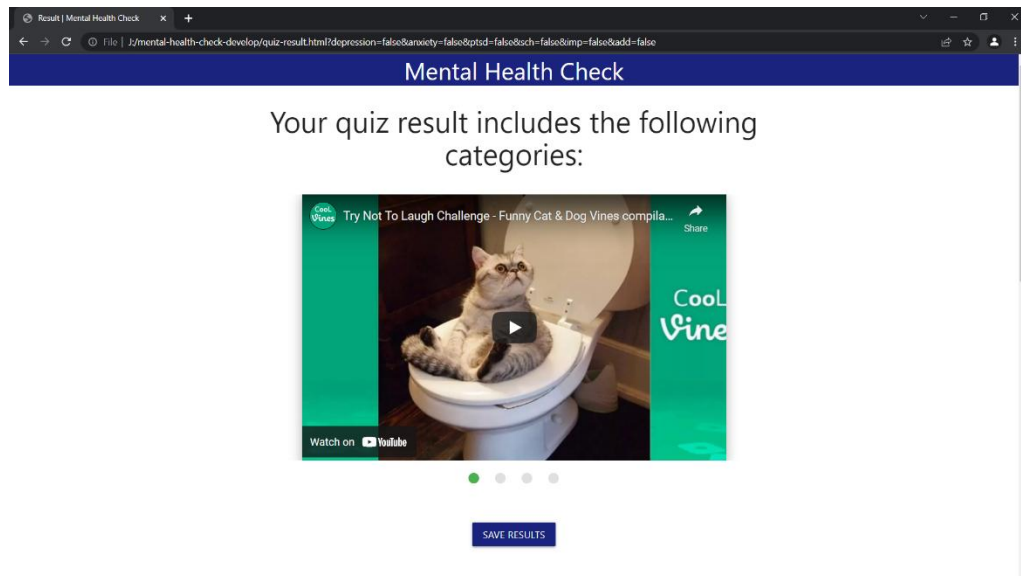 Result | Mental Health Check
File | J:/mental-health-check-develop/quiz-result.html?depression=false&anxiety=false&ptsd=false&sch=false&imp=false&add=false
Mental Health Check
Your quiz result includes the following
categories:
CooL
Vines
Try Not To Laugh Challenge - Funny Cat & Dog Vines compila...
Share
CooL
Vine
Watch on YouTube
SAVE RESULTS